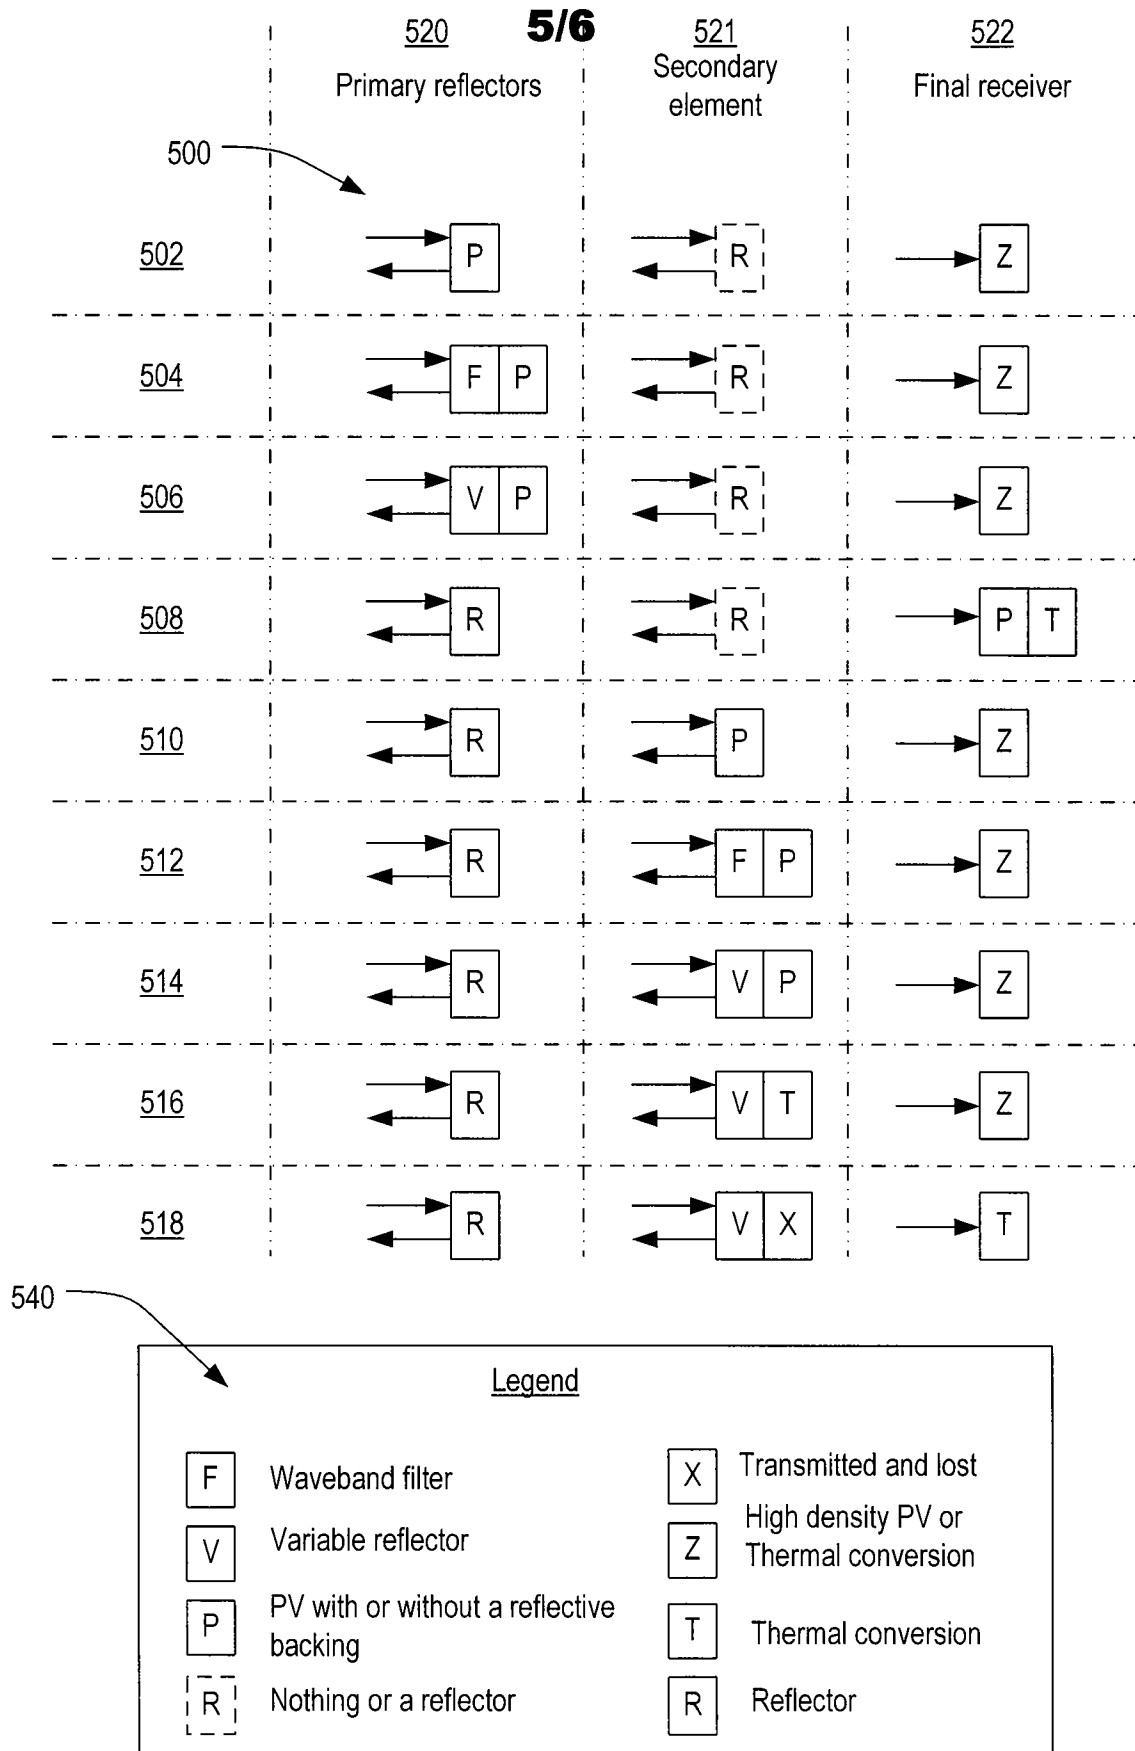 5/6
520 521 522
Primary reflectors Secondary element Final receiver
500
502 P R Z
504 F P R Z
506 V P R Z
508 R R P T
510 R P Z
512 R F P Z
514 R V P Z
516 R V T Z
518 R V X T
540
Legend
F Waveband filter
V Variable reflector
P PV with or without a reflective
backing
R Nothing or a reflector
X Transmitted and lost
Z High density PV or
Thermal conversion
T Thermal conversion
R Reflector